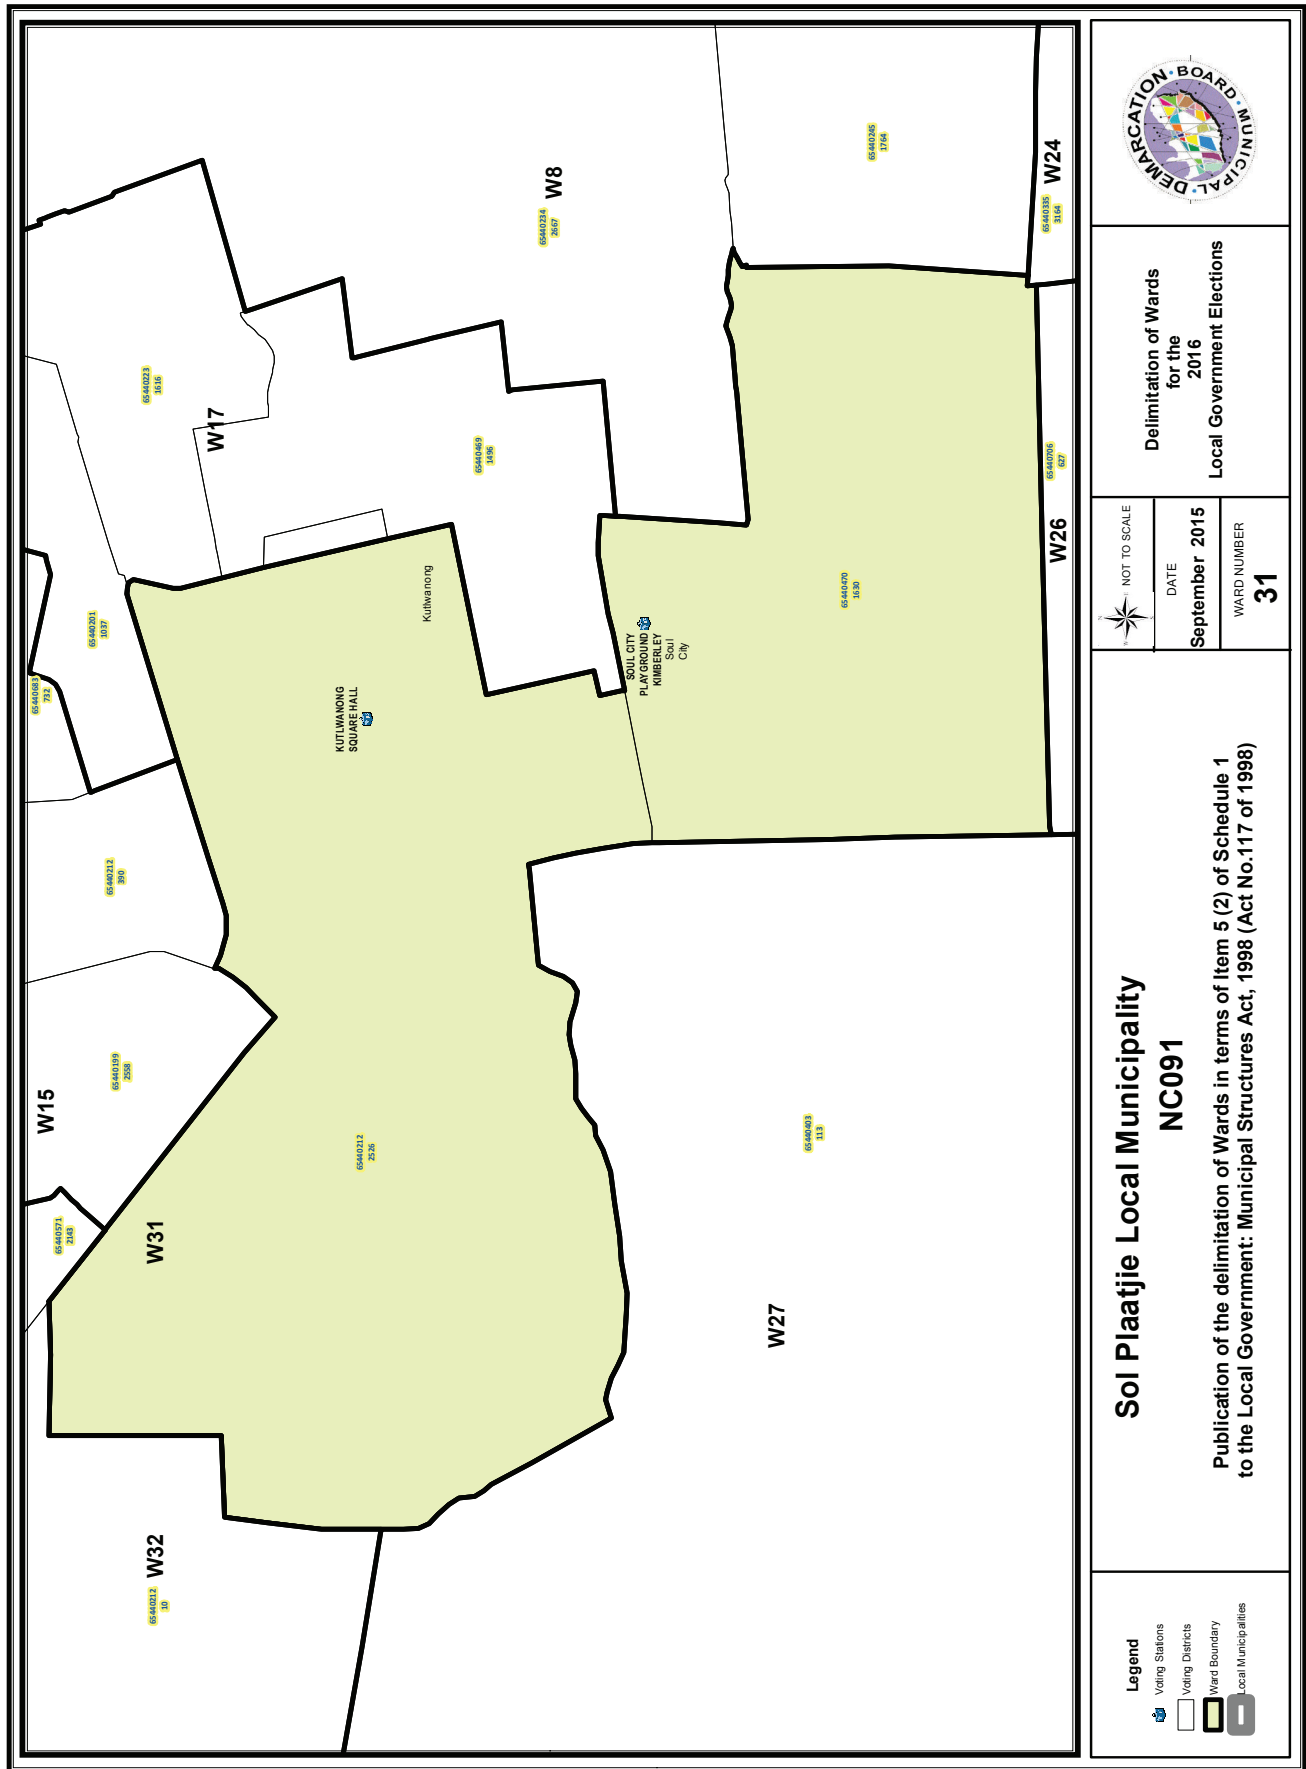 W32
65440212
10
W31
W15
65440571
2143
65440199
2558
65440212
390
65440683
732
65440201
1037
65440223
1616
W17
65440469
1496
65440234
2667
W8
65440245
1764
65440335
3164
W24
65440706
627
W26
65440470
1630
65440212
2526
65440403
113
W27
KUTLWANONG
SQUARE HALL
Kutlwanong
SOUL CITY
PLAYGROUND
KIMBERLEY
Soul
City
Legend
Voting Stations
Voting Districts
Ward Boundary
Local Municipalities
Sol Plaatjie Local Municipality
NC091
Publication of the delimitation of Wards in terms of Item 5 (2) of Schedule 1
to the Local Government: Municipal Structures Act, 1998 (Act No.117 of 1998)
NOT TO SCALE
DATE
September 2015
WARD NUMBER
31
Delimitation of Wards
for the
2016
Local Government Elections
MUNICIPAL • DEMARCATION • BOARD •